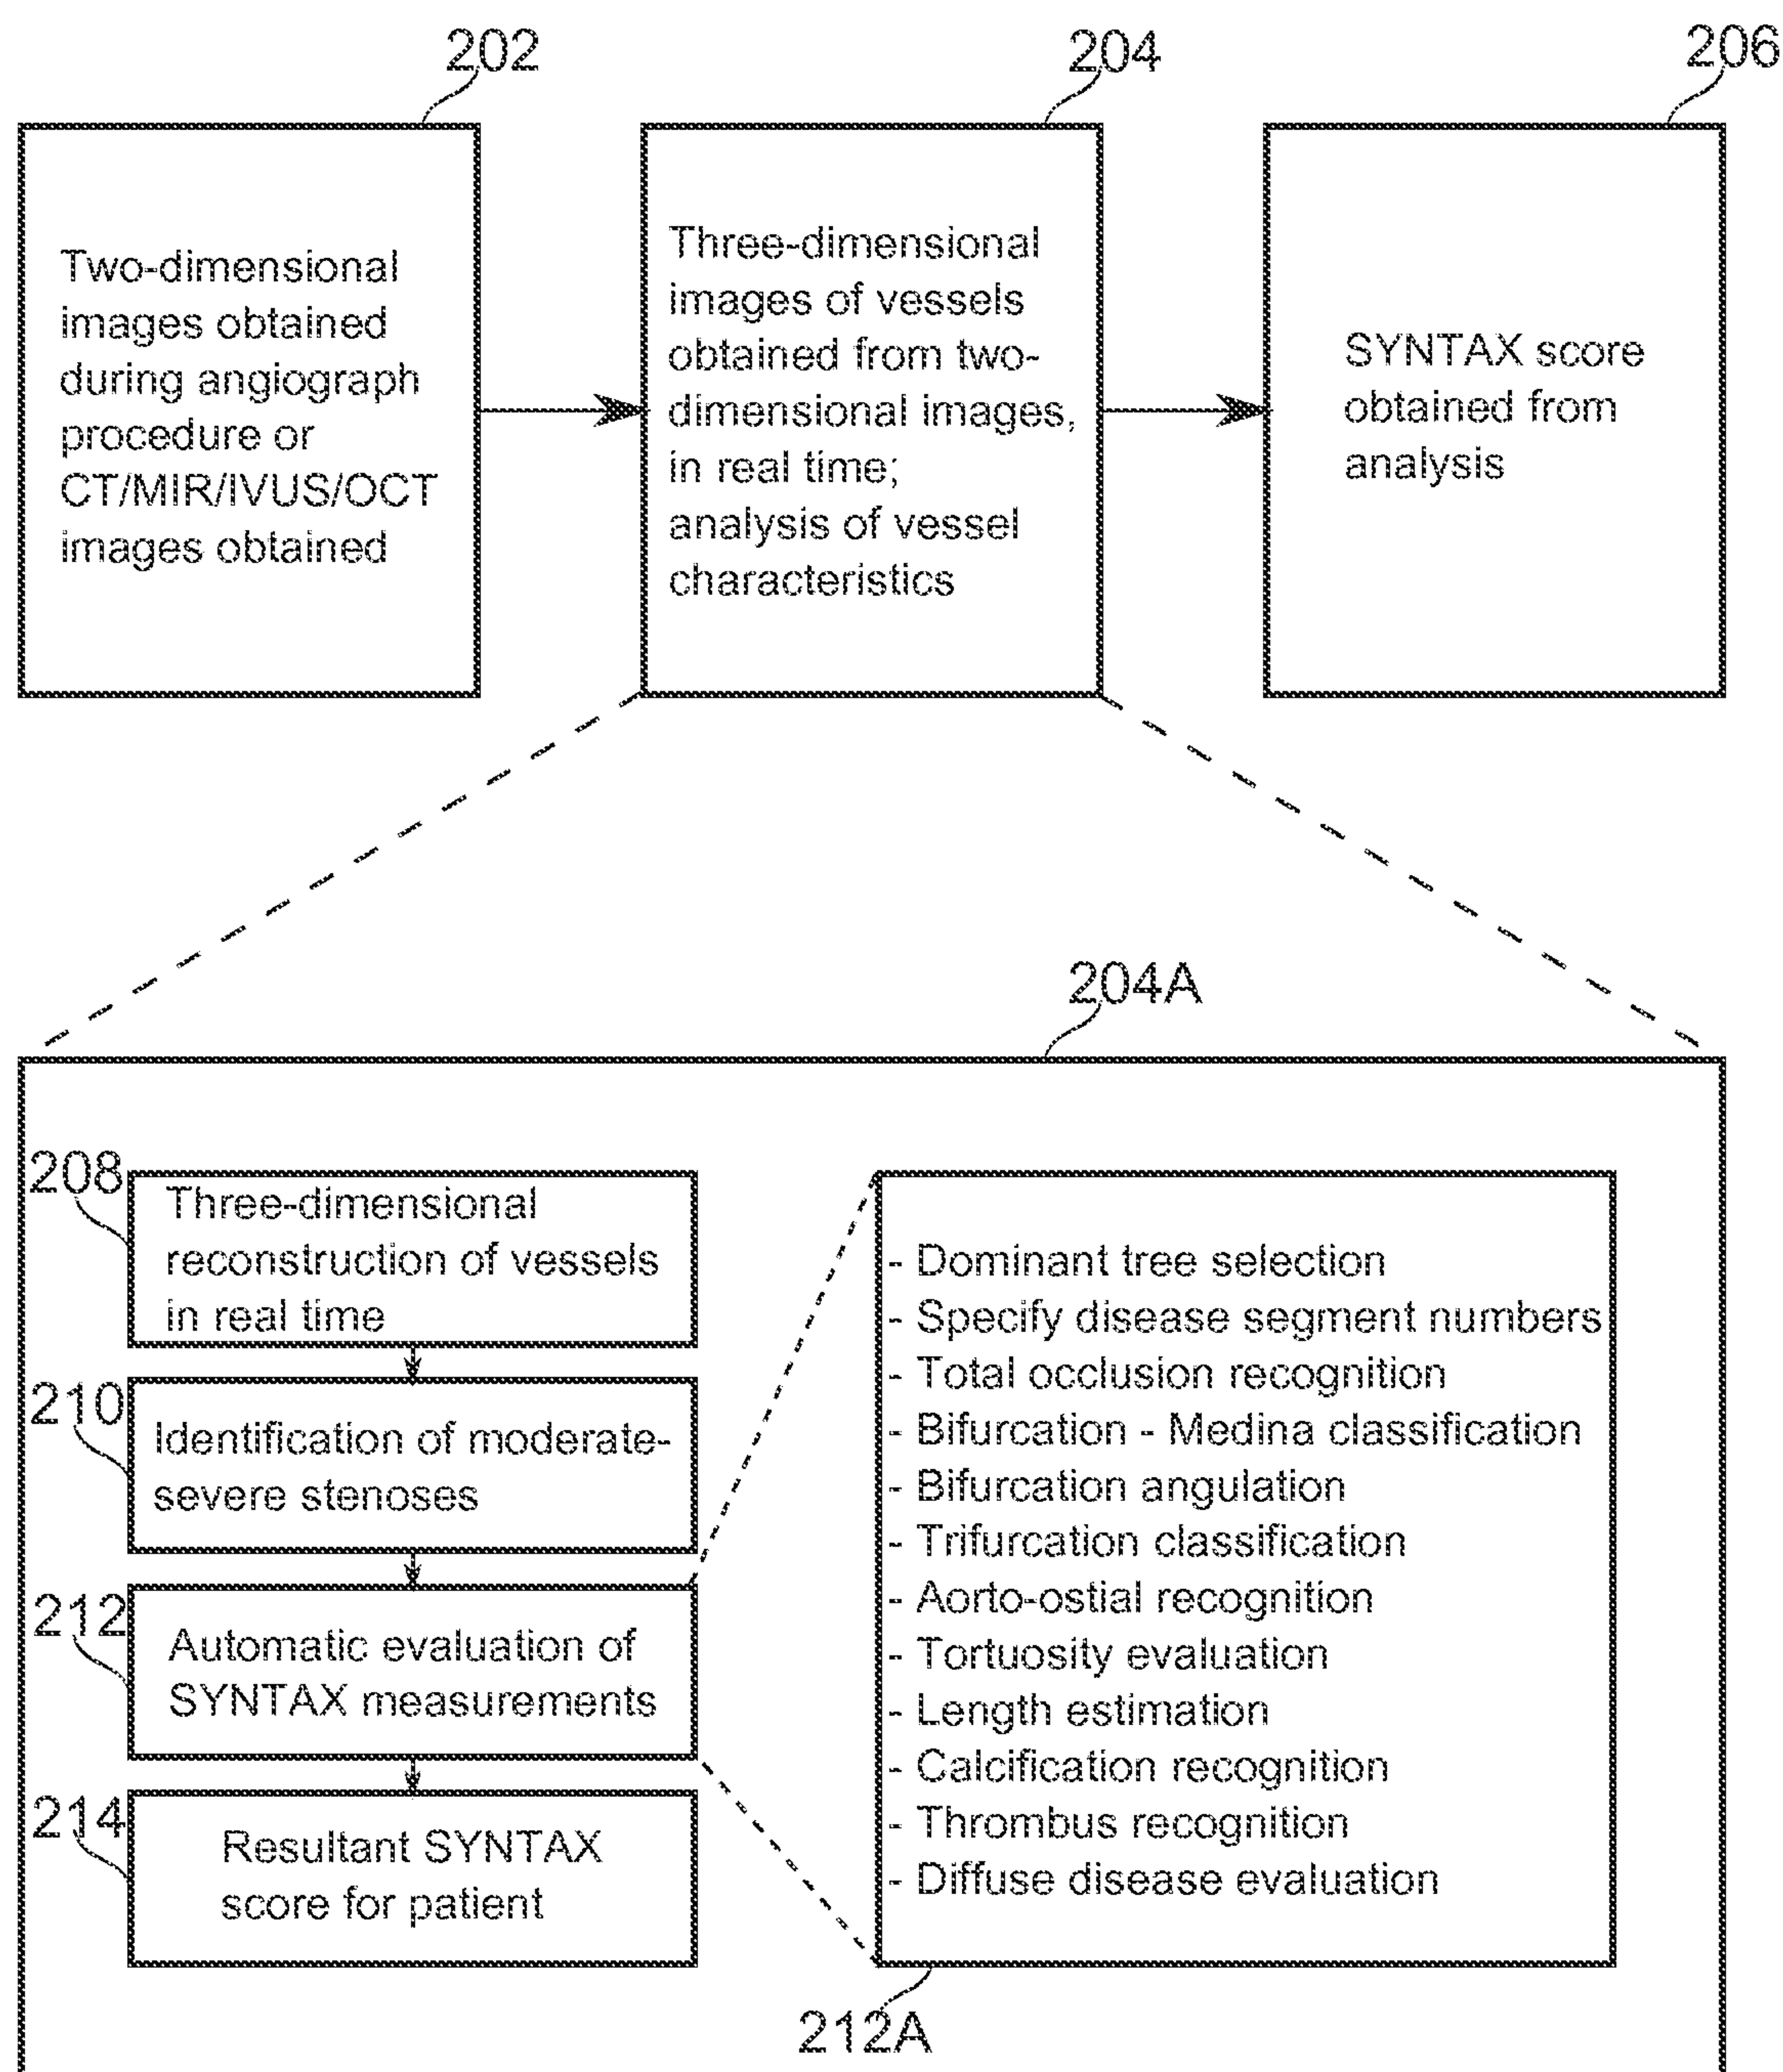 202
204
206
Two-dimensional
images obtained
during angiograph
procedure or
CT/MIR/IVUS/OCT
images obtained
Three-dimensional
images of vessels
obtained from two-
dimensional images,
in real time;
analysis of vessel
characteristics
SYNTAX score
obtained from
analysis
204A
208
Three-dimensional
reconstruction of vessels
in real time
210
Identification of moderate-
severe stenoses
212
Automatic evaluation of
SYNTAX measurements
214
Resultant SYNTAX
score for patient
- Dominant tree selection
- Specify disease segment numbers
- Total occlusion recognition
- Bifurcation - Medina classification
- Bifurcation angulation
- Trifurcation classification
- Aorto-ostial recognition
- Tortuosity evaluation
- Length estimation
- Calcification recognition
- Thrombus recognition
- Diffuse disease evaluation
212A